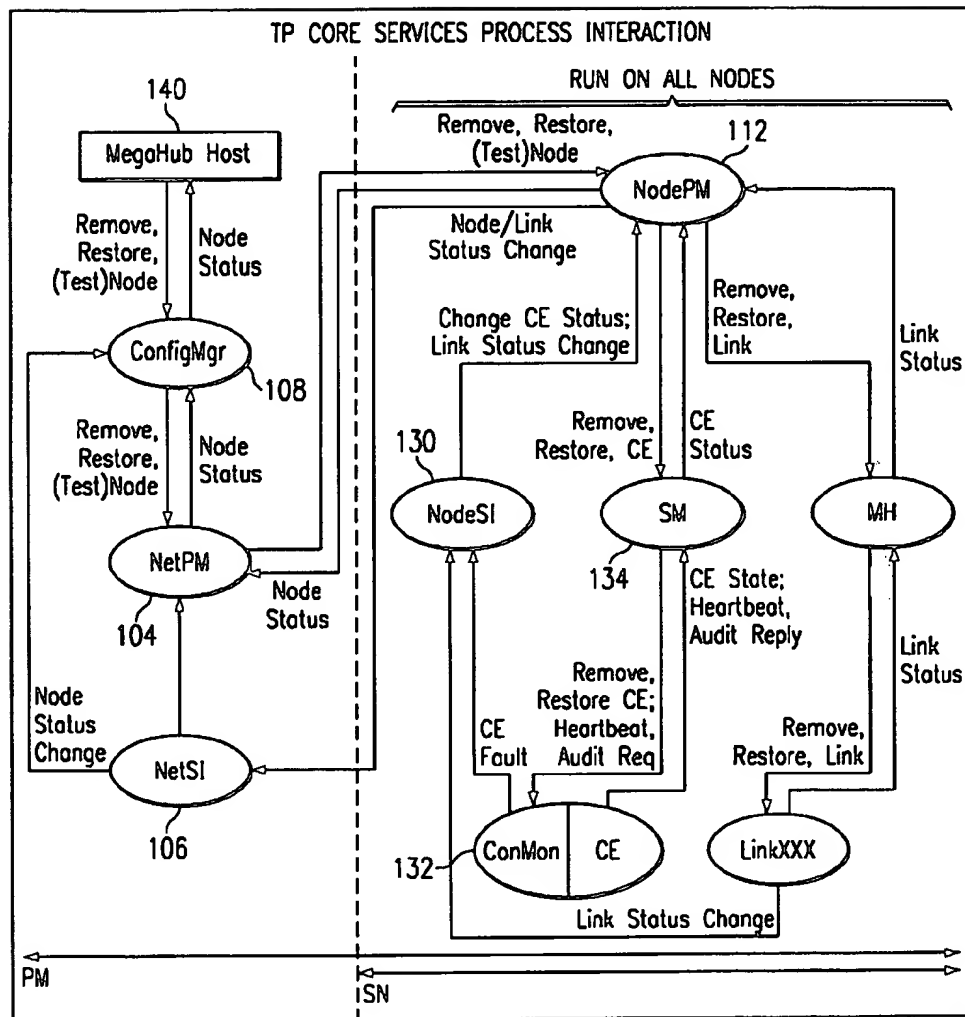 TP CORE SERVICES PROCESS INTERACTION
RUN ON ALL NODES
140
MegaHub Host
Remove,
Restore,
(Test)Node
Node
Status
ConfigMgr
108
Remove,
Restore,
(Test)Node
Node
Status
NetPM
104
Node
Status
Change
NetSI
106
Remove, Restore,
(Test)Node
112
NodePM
Node/Link
Status Change
Node
Status
Change CE Status;
Link Status Change
Remove,
Restore,
Link
Link
Status
Remove,
Restore, CE
CE
Status
130
NodeSI
SM
134
MH
CE State;
Heartbeat,
Audit Reply
Link
Status
CE
Fault
Remove,
Restore CE;
Heartbeat,
Audit Req
Remove,
Restore, Link
132
ConMon
CE
LinkXXX
Link Status Change
PM
SN